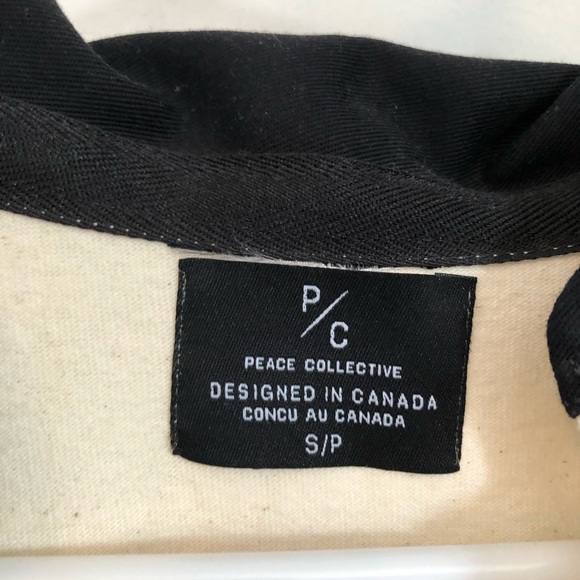 P/C
PEACE COLLECTIVE
DESIGNED IN CANADA
CONCU AU CANADA
S/P